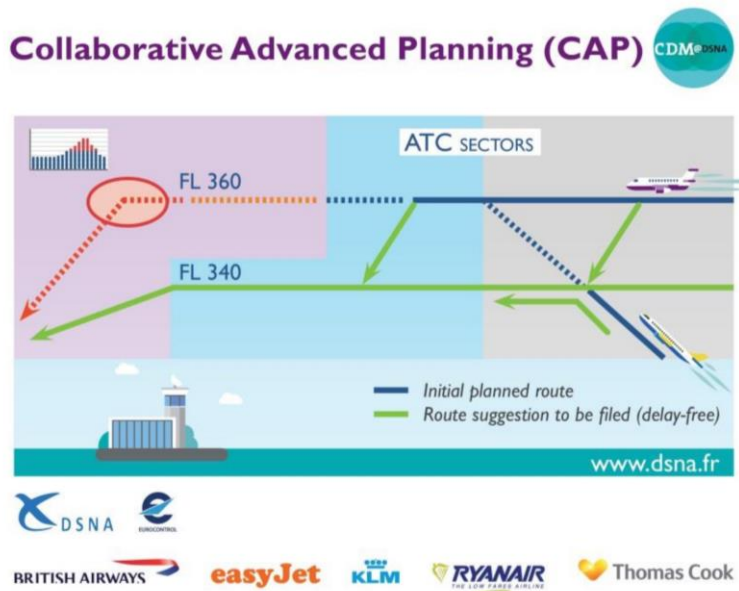 Collaborative Advanced Planning (CAP)
CDM@DSNA
ATC SECTORS
FL 360
FL 340
Initial planned route
Route suggestion to be filed (delay-free)
www.dsna.fr
DSNA
EUROCONTROL
BRITISH AIRWAYS
easyJet
KLM
RYANAIR
THE LOW FARES AIRLINE
Thomas Cook